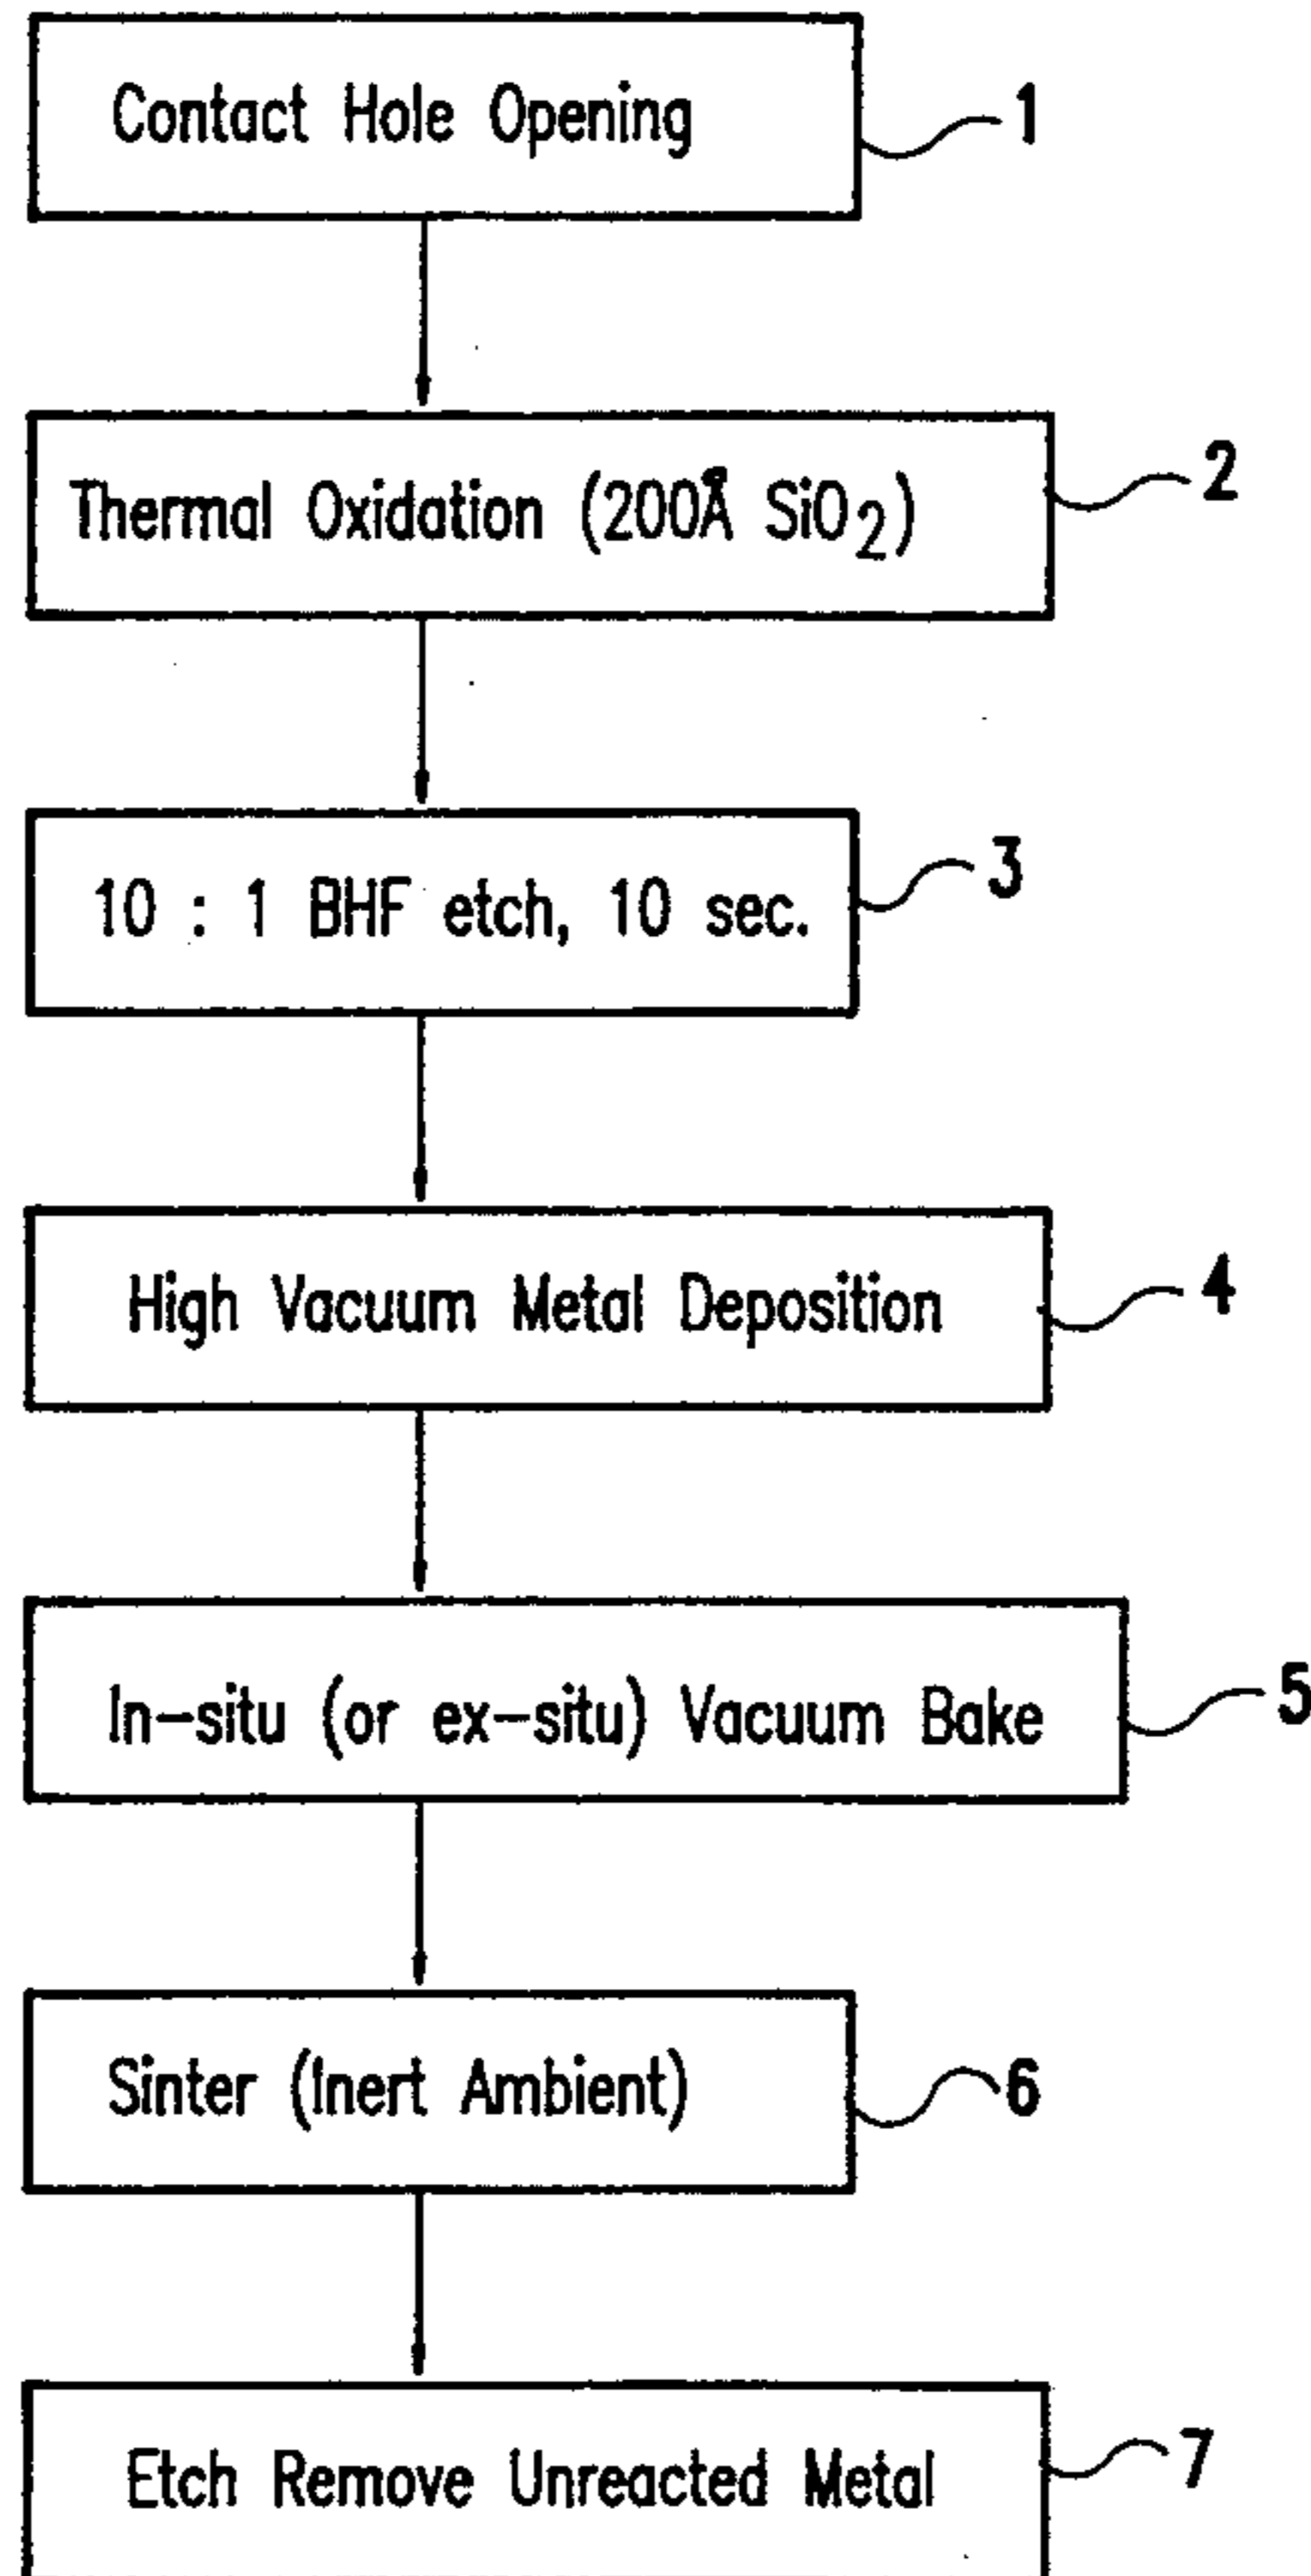 Contact Hole Opening
1
Thermal Oxidation (200Å SiO₂)
2
10 : 1 BHF etch, 10 sec.
3
High Vacuum Metal Deposition
4
In-situ (or ex-situ) Vacuum Bake
5
Sinter (Inert Ambient)
6
Etch Remove Unreacted Metal
7